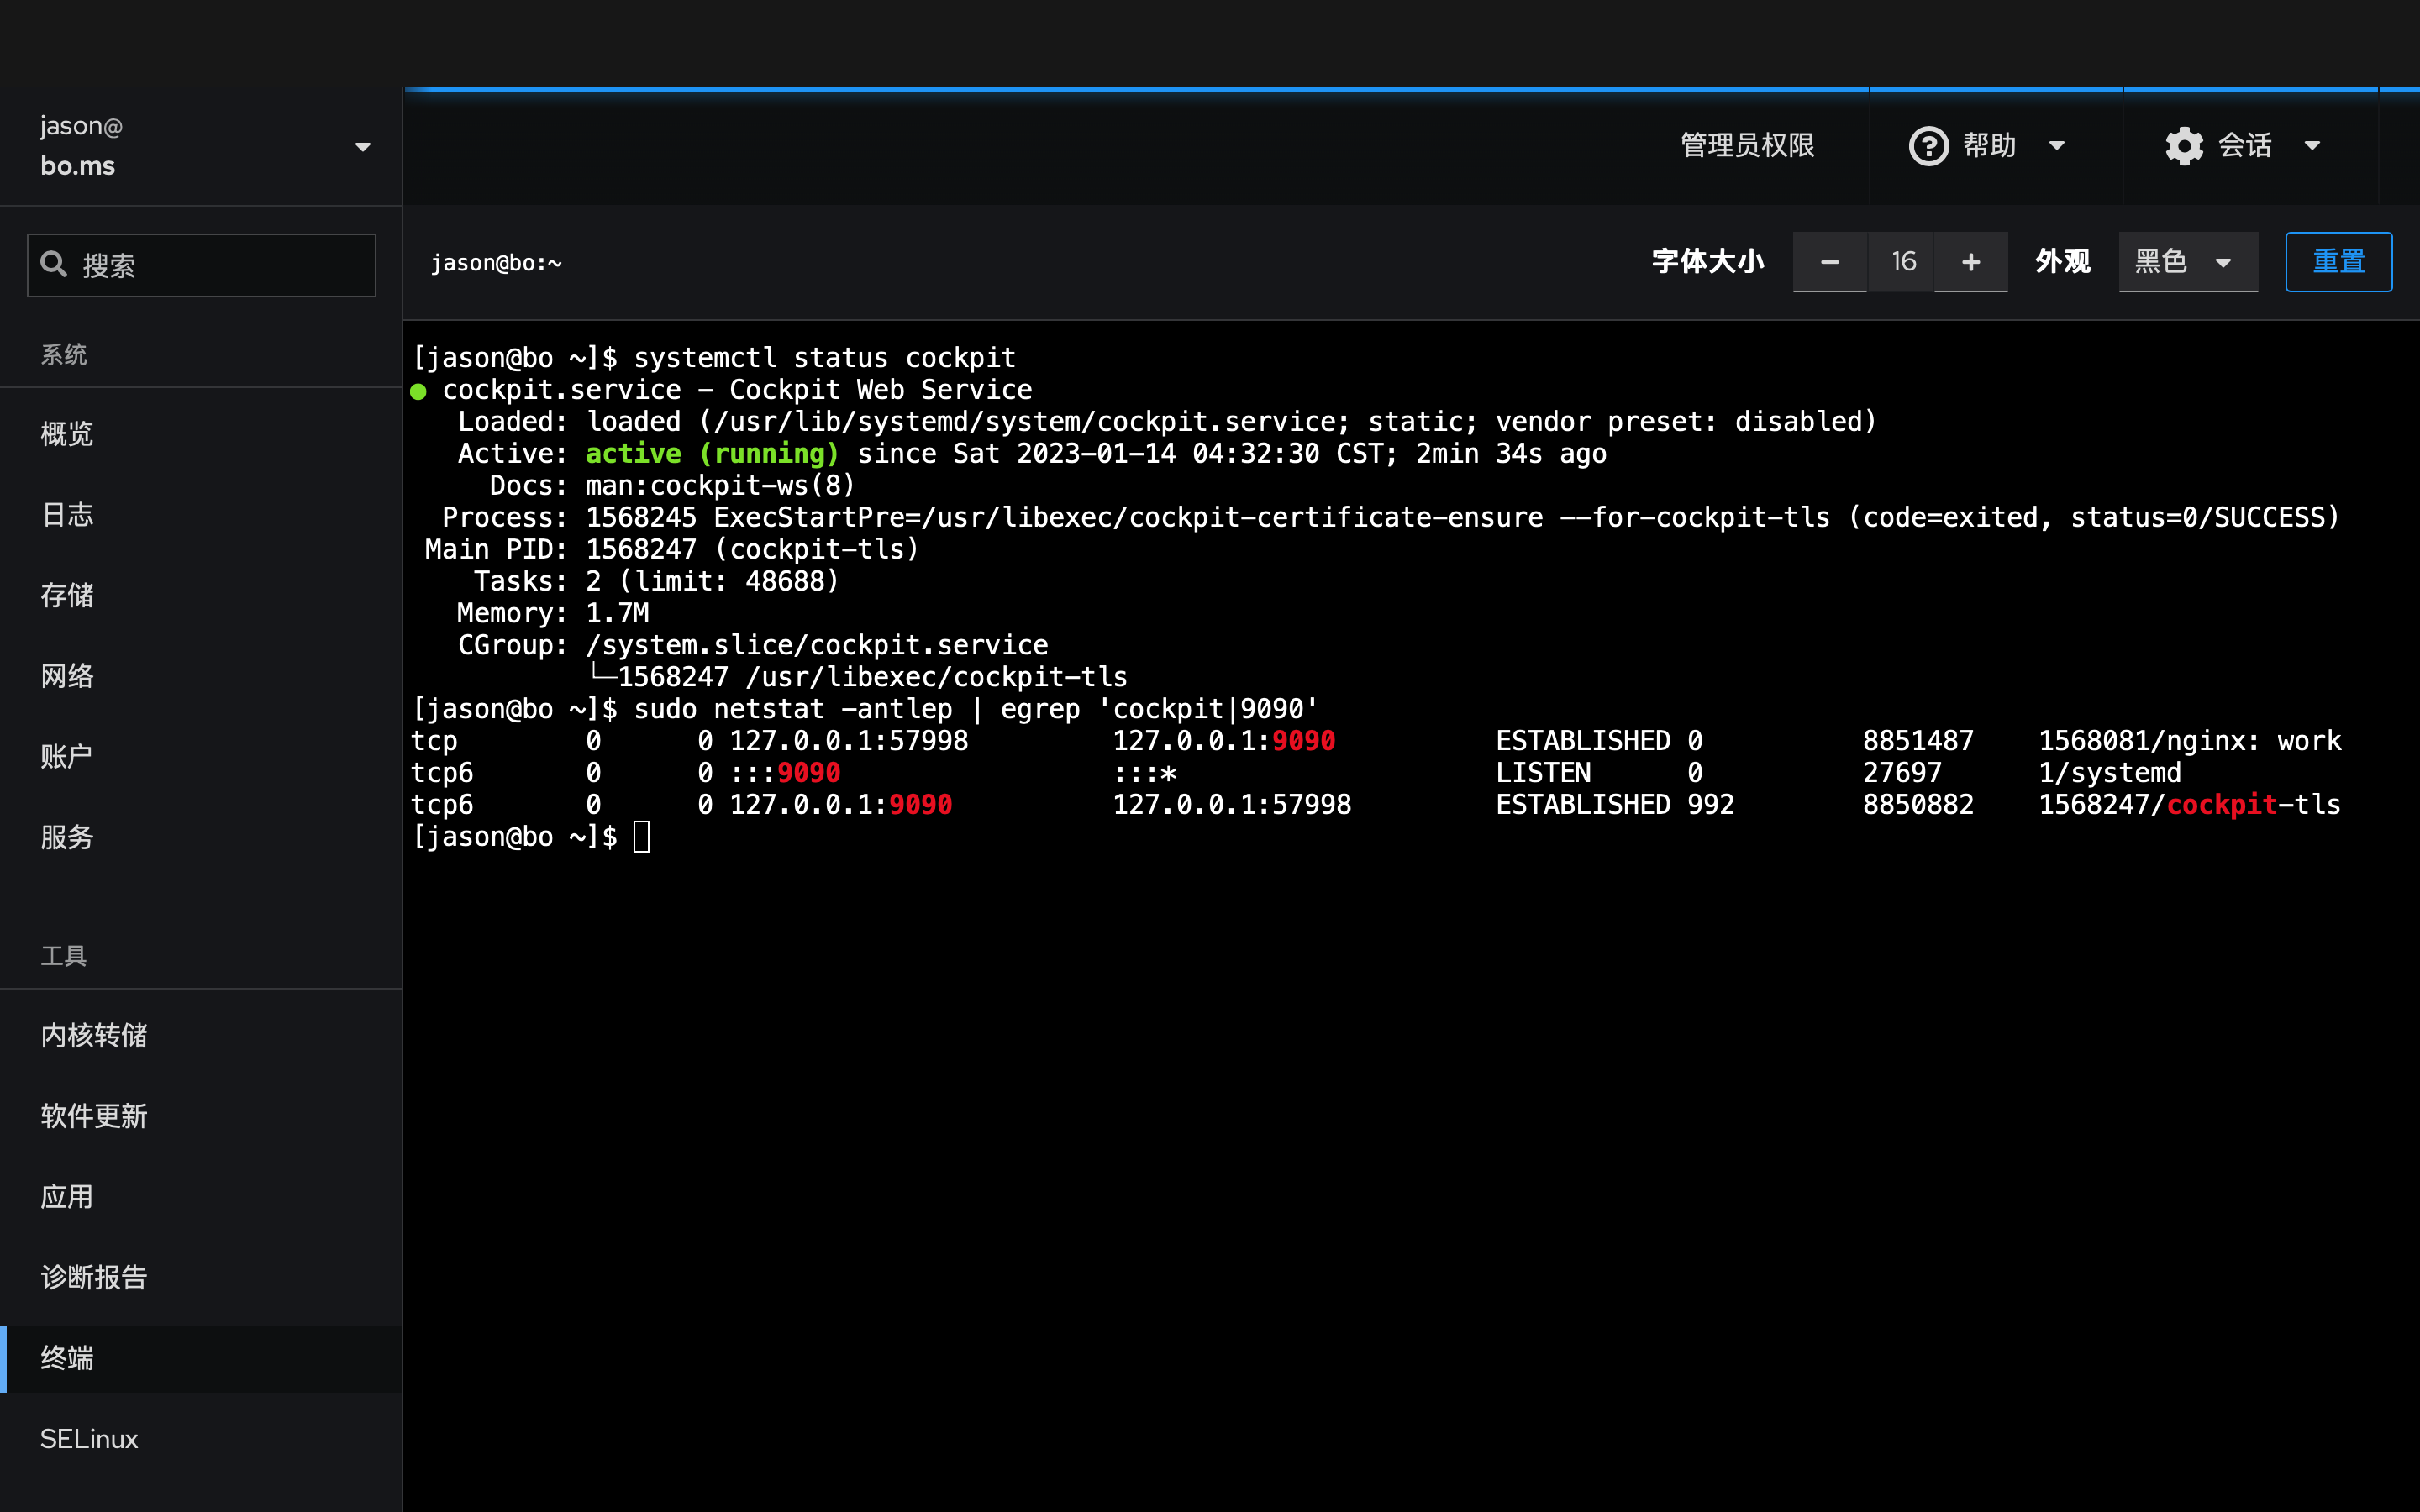 jason@
bo.ms
管理员权限
帮助
会话
搜索
jason@bo:~
字体大小
16
外观
黑色
重置
系统
概览
日志
存储
网络
账户
服务
工具
内核转储
软件更新
应用
诊断报告
终端
SELinux
[jason@bo ~]$ systemctl status cockpit
● cockpit.service - Cockpit Web Service
   Loaded: loaded (/usr/lib/systemd/system/cockpit.service; static; vendor preset: disabled)
   Active: active (running) since Sat 2023-01-14 04:32:30 CST; 2min 34s ago
     Docs: man:cockpit-ws(8)
  Process: 1568245 ExecStartPre=/usr/libexec/cockpit-certificate-ensure --for-cockpit-tls (code=exited, status=0/SUCCESS)
 Main PID: 1568247 (cockpit-tls)
    Tasks: 2 (limit: 48688)
   Memory: 1.7M
   CGroup: /system.slice/cockpit.service
           └─1568247 /usr/libexec/cockpit-tls
[jason@bo ~]$ sudo netstat -antlep | egrep 'cockpit|9090'
tcp        0      0 127.0.0.1:57998         127.0.0.1:9090          ESTABLISHED 0          8851487    1568081/nginx: work
tcp6       0      0 :::9090                 :::*                    LISTEN      0          27697      1/systemd
tcp6       0      0 127.0.0.1:9090          127.0.0.1:57998         ESTABLISHED 992        8850882    1568247/cockpit-tls
[jason@bo ~]$